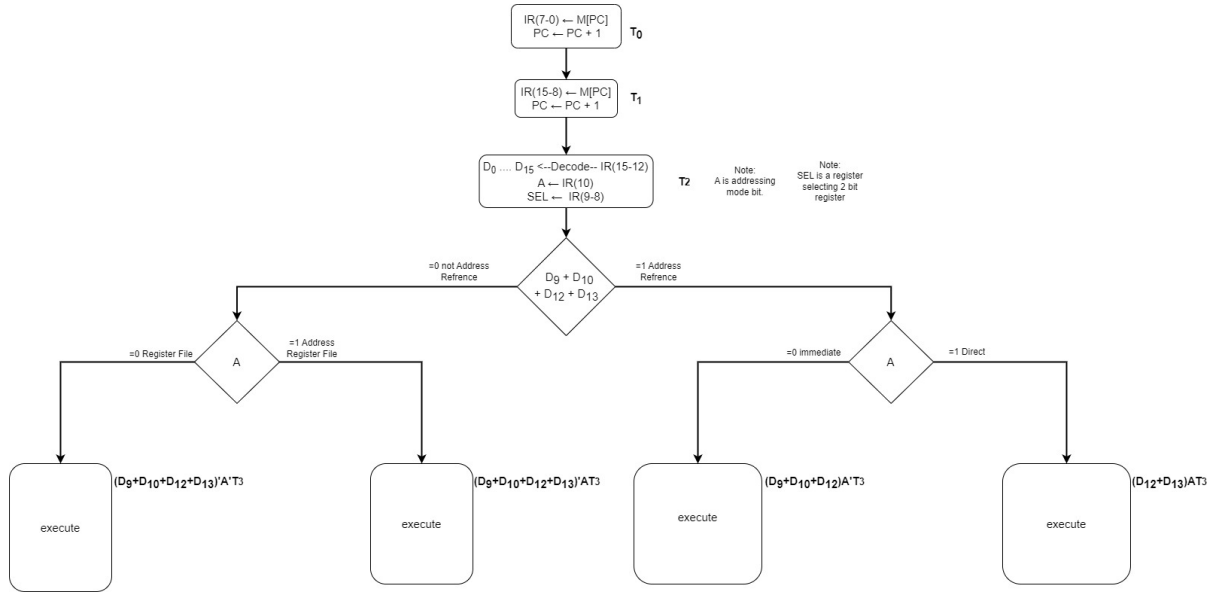 IR(7-0) ← M[PC]
PC ← PC + 1
T0
IR(15-8) ← M[PC]
PC ← PC + 1
T1
D0 .... D15 <--Decode-- IR(15-12)
A ← IR(10)
SEL ← IR(9-8)
T2
Note:
A is addressing
mode bit.
Note:
SEL is a register
selecting 2 bit
register
=0 not Address
Refrence
D9 + D10
+ D12 + D13
=1 Address
Refrence
=0 Register File
A
=1 Address
Register File
=0 immediate
A
=1 Direct
execute
(D9+D10+D12+D13)'A'T3
execute
(D9+D10+D12+D13)'AT3
execute
(D9+D10+D12)A'T3
execute
(D12+D13)AT3